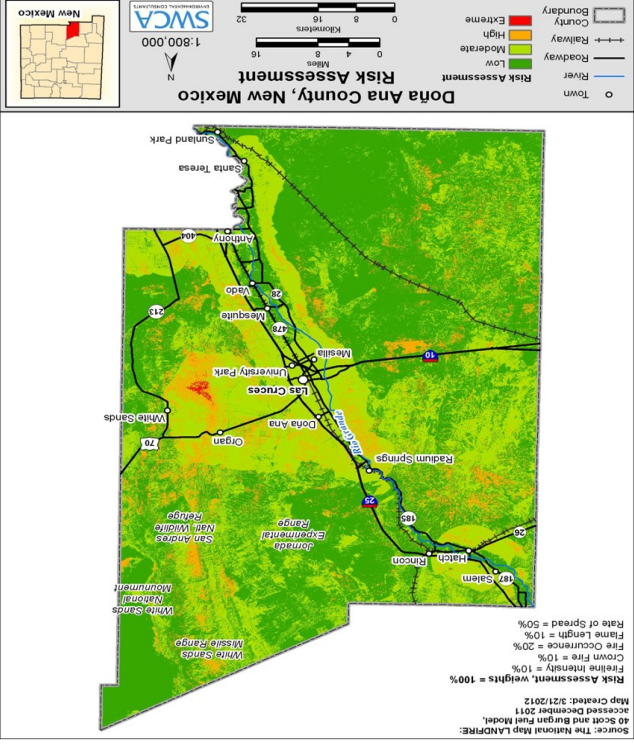 Source: The National Map LANDFIRE:
40 Scott and Burgan Fuel Model,
accessed December 2011
Map Created: 3/21/2012
Risk Assessment, weights = 100%
Fireline Intensity = 10%
Crown Fire = 10%
Fire Occurrence = 20%
Flame Length = 10%
Rate of Spread = 50%
White Sands
Missile Range
White Sands
National
Mounument
187
Salem
Hatch
Rincon
26
185
Jornada
Experimental
Range
San Andres
Natl. Wildlife
Refuge
25
Radium Springs
Rio Grande
Organ
70
Doña Ana
White Sands
Las Cruces
University Park
10
Mesilla
478
Mesquite
213
28
Vado
Anthony
404
Santa Teresa
Sunland Park
Doña Ana County, New Mexico
Risk Assessment
Town
River
Roadway
Railway
County
Boundary
Risk Assessment
Low
Moderate
High
Extreme
Miles
0 4 8 16
Kilometers
0 8 16 32
N
1:800,000
SWCA
ENVIRONMENTAL CONSULTANTS
New Mexico